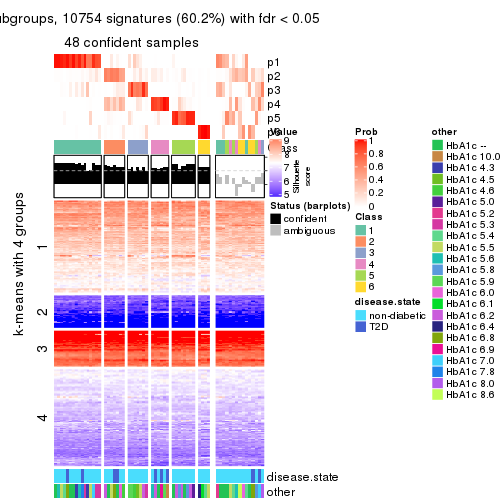 ubgroups, 10754 signatures (60.2%) with fdr < 0.05
48 confident samples
p1
p2
p3
p4
p5
Value
9
8
6
5
Silhouette
score
Status (barplots)
confident
ambiguous
Prob
1
0.8
0.6
0.4
0.2
0
Class
1
2
3
4
5
6
disease.state
non-diabetic
T2D
other
HbA1c --
HbA1c 10.0
HbA1c 4.3
HbA1c 4.5
HbA1c 4.6
HbA1c 5.0
HbA1c 5.2
HbA1c 5.3
HbA1c 5.4
HbA1c 5.5
HbA1c 5.6
HbA1c 5.8
HbA1c 5.9
HbA1c 6.0
HbA1c 6.1
HbA1c 6.2
HbA1c 6.4
HbA1c 6.8
HbA1c 6.9
HbA1c 7.0
HbA1c 7.8
HbA1c 8.0
HbA1c 8.6
k-means with 4 groups
1
2
3
4
disease.state
other